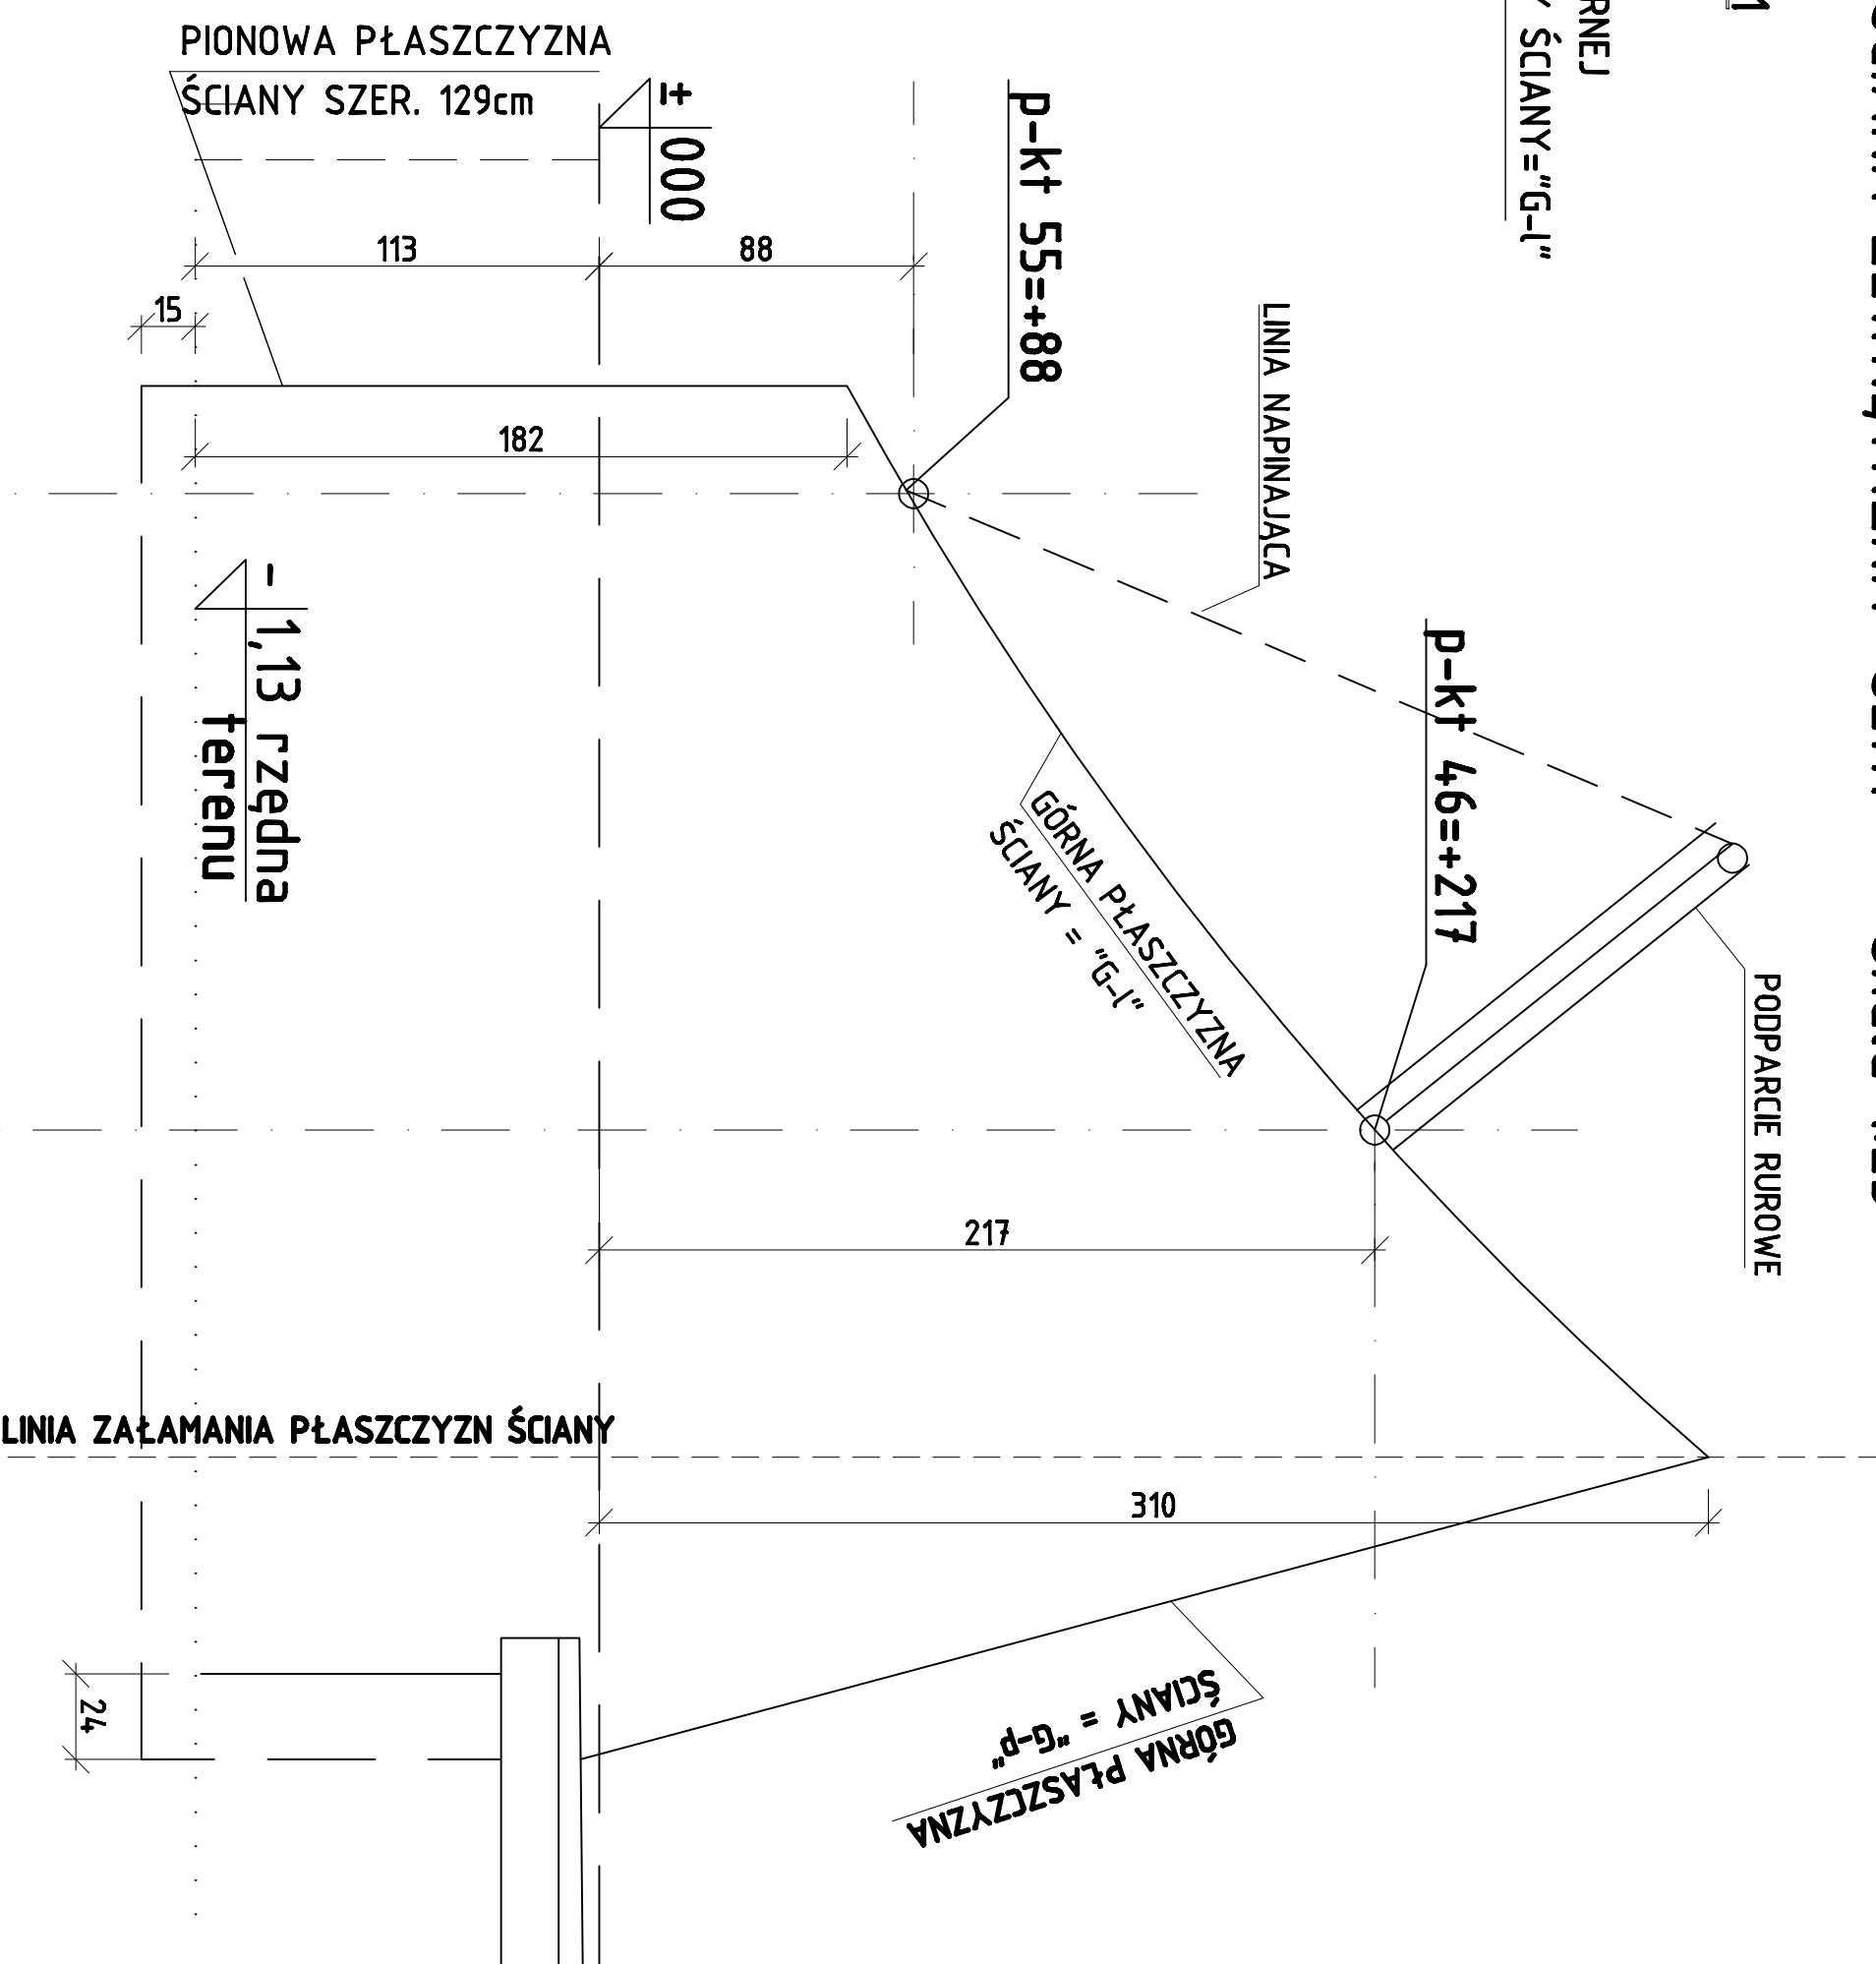 PIONOWA PŁASZCZYZNA
ŚCIANY SZER. 129cm
± 000
p-kt 55=+88
RNEJ
ŚCIANY="G-l"
1
113
88
15
182
LINIA NAPINAJĄCA
- 1,13 rzędna
terenu
p-kt 46=+217
GÓRNA PŁASZCZYZNA
ŚCIANY = "G-l"
PODPARCIE RUROWE
217
LINIA ZAŁAMANIA PŁASZCZYZN ŚCIANY
310
24
GÓRNA PŁASZCZYZNA
ŚCIANY = "G-p"